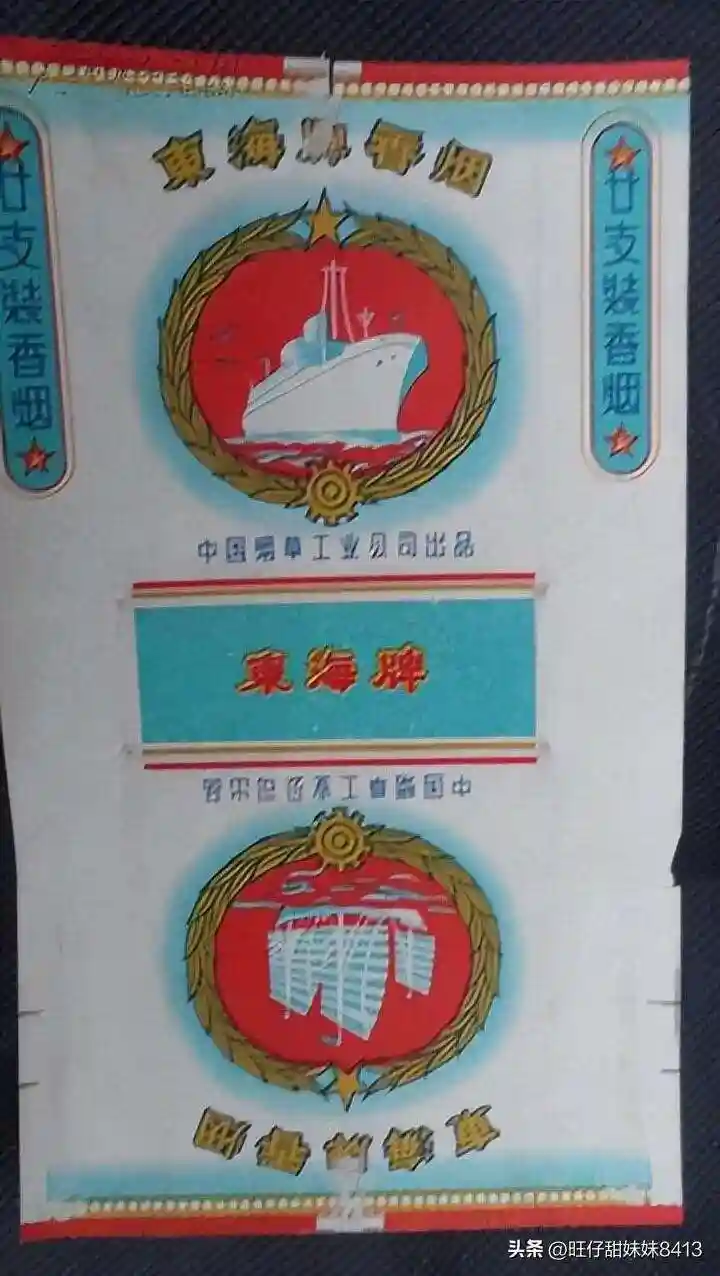 東海牌香烟
廿支裝香烟
廿支裝香烟
中国烟草工业公司出品
東海牌
中国烟草工业公司出品
東海牌香烟
头条 @旺仔甜妹妹8413